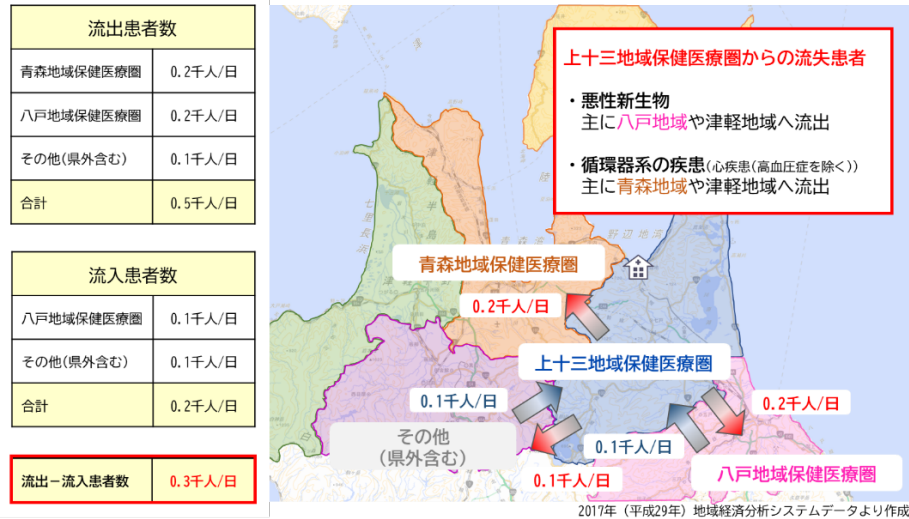 流出患者数
青森地域保健医療圏 0.2千人/日
八戸地域保健医療圏 0.2千人/日
その他(県外含む) 0.1千人/日
合計 0.5千人/日
流入患者数
八戸地域保健医療圏 0.1千人/日
その他(県外含む) 0.1千人/日
合計 0.2千人/日
流出－流入患者数 0.3千人/日
上十三地域保健医療圏からの流失患者
・悪性新生物
主に八戸地域や津軽地域へ流出
・循環器系の疾患(心疾患(高血圧症を除く))
主に青森地域や津軽地域へ流出
七里長浜
野辺地湾
青森地域保健医療圏
0.2千人/日
上十三地域保健医療圏
0.1千人/日
0.2千人/日
その他
(県外含む)
0.1千人/日
0.1千人/日
八戸地域保健医療圏
2017年（平成29年）地域経済分析システムデータより作成